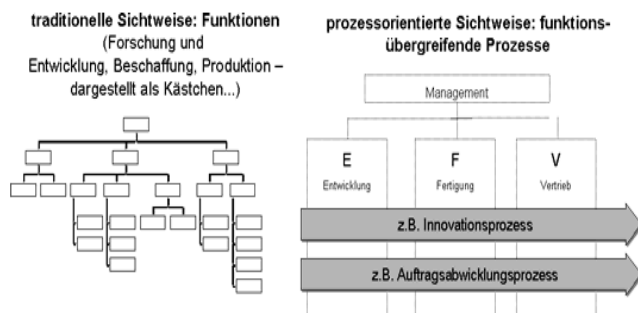 traditionelle Sichtweise: Funktionen
(Forschung und
Entwicklung, Beschaffung, Produktion –
dargestellt als Kästchen...)
prozessorientierte Sichtweise: funktions-
übergreifende Prozesse
Management
E
Entwicklung
F
Fertigung
V
Vertrieb
z.B. Innovationsprozess
z.B. Auftragsabwicklungsprozess